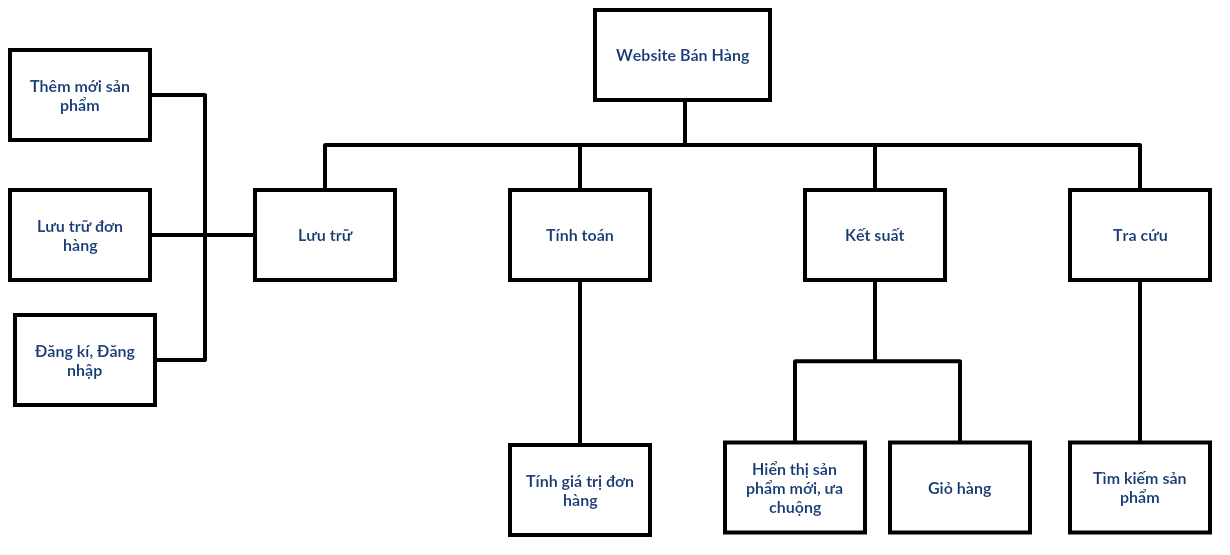 Website Bán Hàng
Thêm mới sản
phẩm
Lưu trữ đơn
hàng
Lưu trữ
Tính toán
Kết suất
Tra cứu
Đăng kí, Đăng
nhập
Tính giá trị đơn
hàng
Hiển thị sản
phẩm mới, ưa
chuộng
Giỏ hàng
Tìm kiếm sản
phẩm